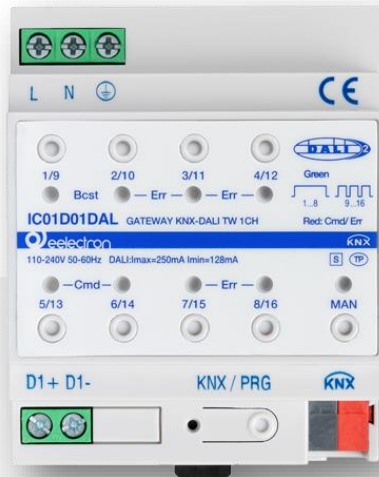 L N
CE
1/9 2/10 3/11 4/12
DALI 2
Green
Bcst Err Err
1...8 9...16
IC01D01DAL GATEWAY KNX-DALI TW 1CH
Red: Cmd/ Err
eelectron
KNX
110-240V 50-60Hz DALI:Imax=250mA Imin=128mA
S TP
Cmd Err
5/13 6/14 7/15 8/16 MAN
D1+ D1- KNX / PRG KNX